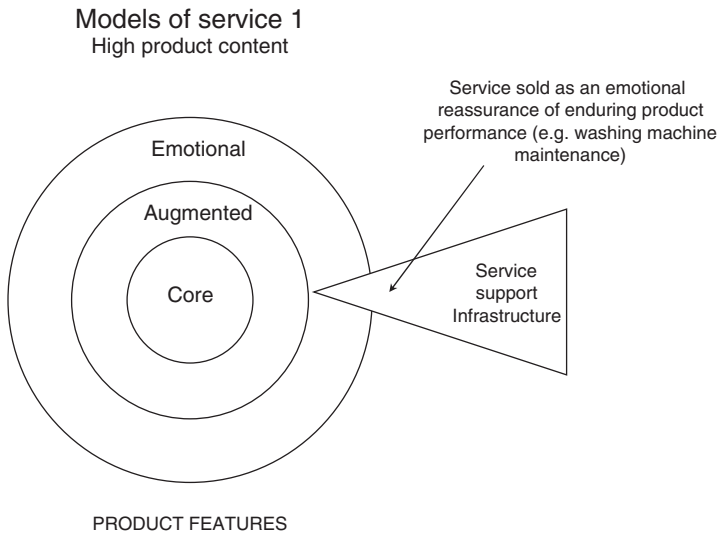 Models of service 1
High product content
Service sold as an emotional
reassurance of enduring product
performance (e.g. washing machine
maintenance)
Emotional
Augmented
Core
Service
support
Infrastructure
PRODUCT FEATURES